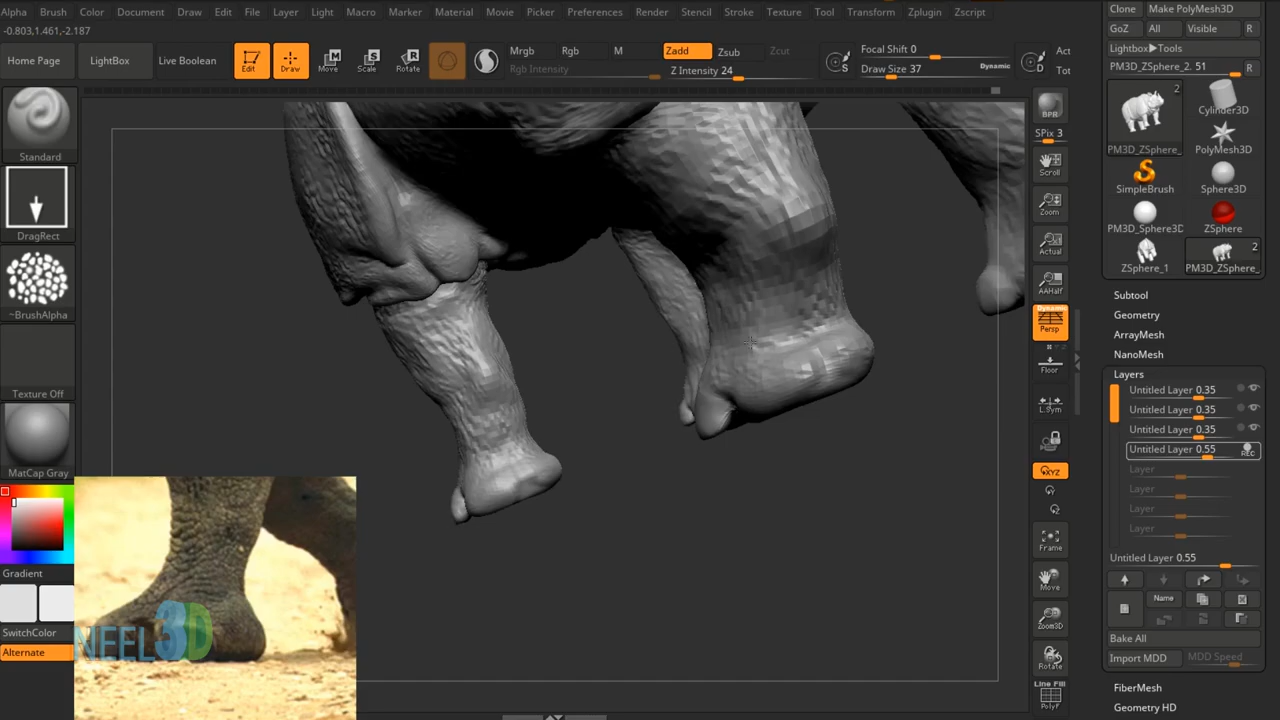 Alpha Brush Color Document Draw Edit File Layer Light Macro Marker Material Movie Picker Preferences Render Stencil Stroke Texture Tool Transform Zplugin Zscript
-0.803,1.461,-2.187
Home Page LightBox Live Boolean Edit Draw Move Scale Rotate
Mrgb Rgb M Zadd Zsub Zcut
Rgb Intensity Z Intensity 24
Focal Shift 0
Draw Size 37 Dynamic
S
D
Act
Tot
Standard
DragRect
~BrushAlpha
Texture Off
MatCap Gray
Gradient
SwitchColor
Alternate
NEEL3D
BPR
SPix 3
Scroll
Zoom
Actual
AAHalf
Dynamic
Persp
Floor
L.Sym
XYZ
Frame
Move
Zoom3D
Rotate
Line Fill
PolyF
Clone Make PolyMesh3D
GoZ All Visible R
Lightbox▶Tools
PM3D_ZSphere_2. 51 R
2
PM3D_ZSphere_
Cylinder3D
PolyMesh3D
SimpleBrush Sphere3D
PM3D_Sphere3D ZSphere
2
ZSphere_1 PM3D_ZSphere_
Subtool
Geometry
ArrayMesh
NanoMesh
Layers
Untitled Layer 0.35
Untitled Layer 0.35
Untitled Layer 0.35
Untitled Layer 0.55 REC
Layer
Layer
Layer
Layer
Untitled Layer 0.55
Name
Bake All
Import MDD MDD Speed
FiberMesh
Geometry HD